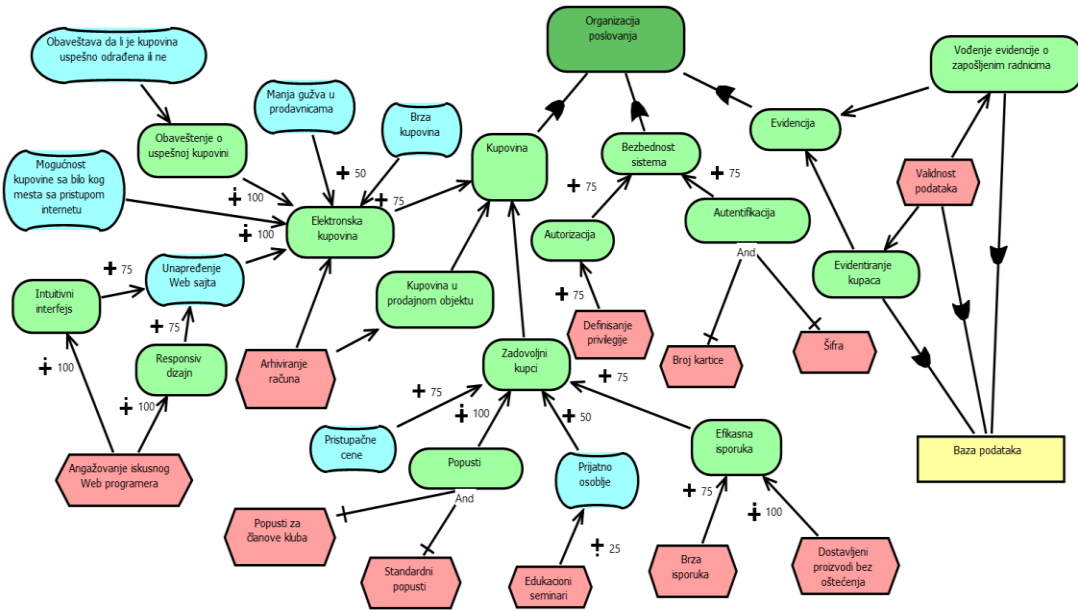 Organizacija
poslovanja
Obaveštava da li je kupovina
uspešno odrađena ili ne
Vođenje evidencije o
zapošljenim radnicima
Manja gužva u
prodavnicama
Brza
kupovina
Obaveštenje o
uspešnoj kupovini
Kupovina
Bezbednost
sistema
Evidencija
Mogućnost
kupovine sa bilo kog
mesta sa pristupom
internetu
50
75
Validnost
podataka
100
75
75
Elektronska
kupovina
Autorizacija
Autentifikacija
100
And
Unapređenje
Web sajta
75
Intuitivni
interfejs
Kupovina u
prodajnom objektu
Evidentiranje
kupaca
75
75
Definisanje
privilegije
Broj kartice
Šifra
Responsiv
dizajn
Arhiviranje
računa
Zadovoljni
kupci
100
75
75
100
100
50
Pristupačne
cene
Efikasna
isporuka
Baza podataka
Angažovanje iskusnog
Web programera
Popusti
Prijatno
osoblje
And
75
100
Popusti za
članove kluba
25
Standardni
popusti
Edukacioni
seminari
Brza
isporuka
Dostavljeni
proizvodi bez
oštećenja